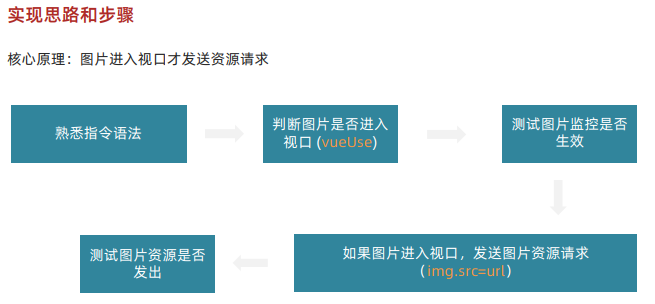 实现思路和步骤
核心原理：图片进入视口才发送资源请求
熟悉指令语法
判断图片是否进入
视口 (vueUse)
测试图片监控是否
生效
如果图片进入视口，发送图片资源请求
(img.src=url)
测试图片资源是否
发出